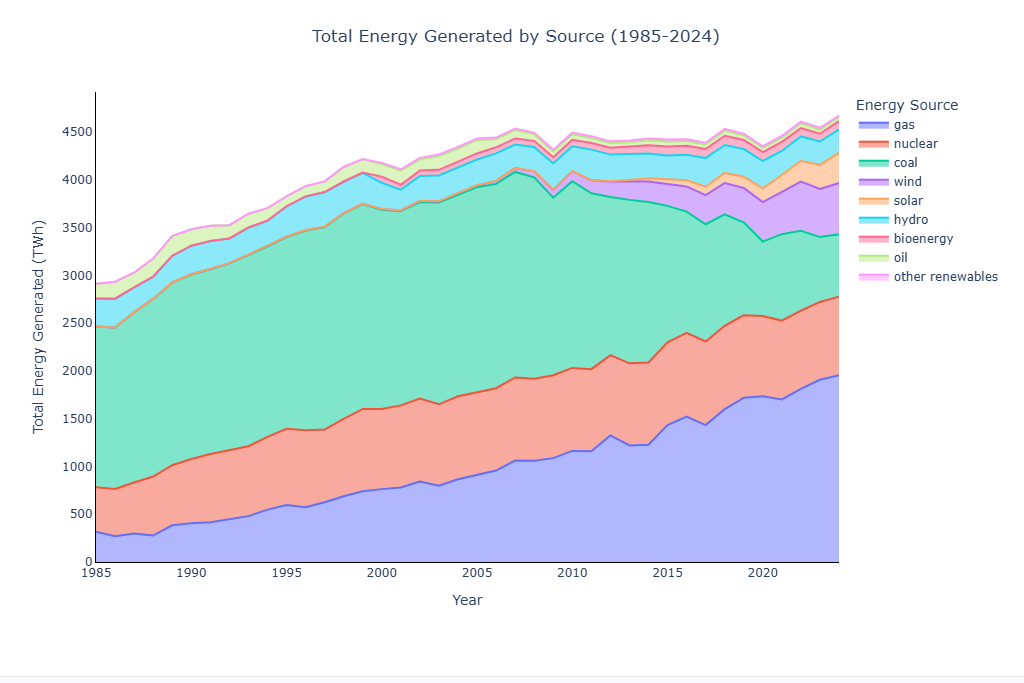 Total Energy Generated by Source (1985-2024)
Total Energy Generated (TWh)
4500
4000
3500
3000
2500
2000
1500
1000
500
0
1985
1990
1995
2000
2005
2010
2015
2020
Year
Energy Source
gas
nuclear
coal
wind
solar
hydro
bioenergy
oil
other renewables